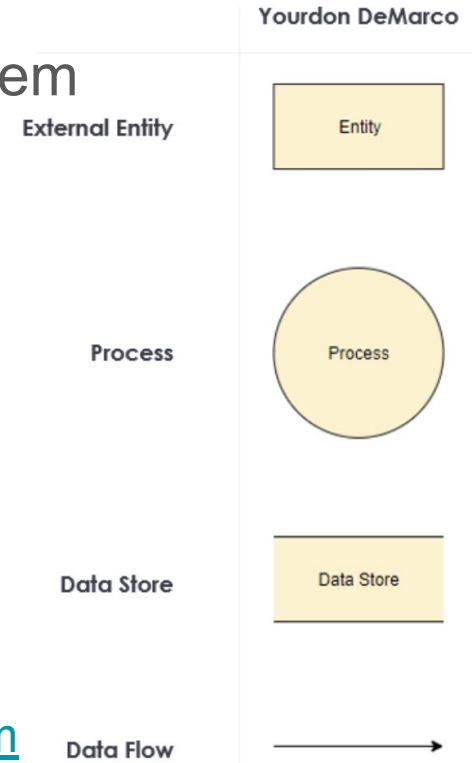 Yourdon DeMarco
em
External Entity
Entity
Process
Process
Data Store
Data Store
Data Flow